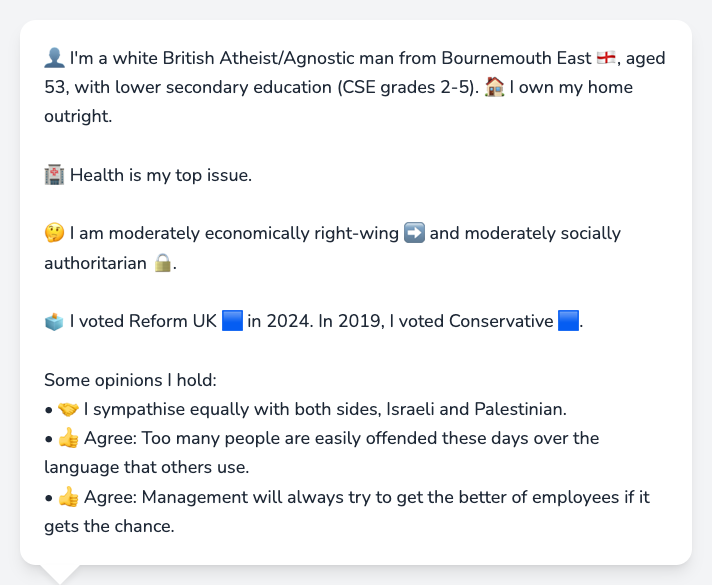 👤 I'm a white British Atheist/Agnostic man from Bournemouth East 🏴󠁧󠁢󠁥󠁮󠁧󠁿, aged
53, with lower secondary education (CSE grades 2-5). 🏠 I own my home
outright.
🏥 Health is my top issue.
🤔 I am moderately economically right-wing ➡️ and moderately socially
authoritarian 🔒.
🗳️ I voted Reform UK 🟦 in 2024. In 2019, I voted Conservative 🟦.
Some opinions I hold:
• 🤝 I sympathise equally with both sides, Israeli and Palestinian.
• 👍 Agree: Too many people are easily offended these days over the
language that others use.
• 👍 Agree: Management will always try to get the better of employees if it
gets the chance.